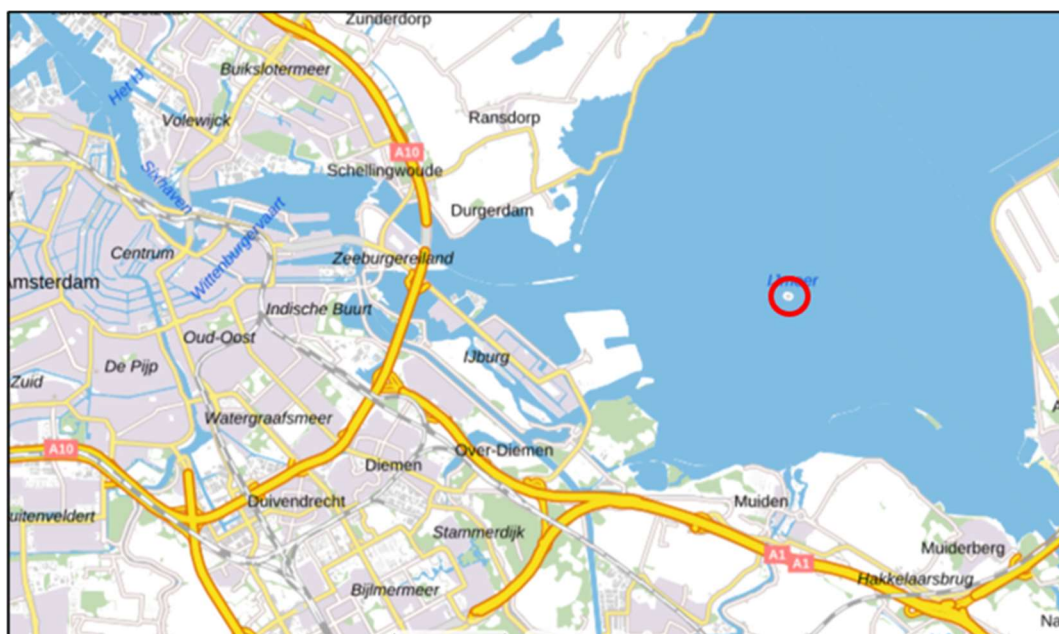 Zunderdorp
Buikslotermeer
Het IJ
Volewijck
Ransdorp
A10
Schellingwoude
Sixhaven
Durgerdam
Wittenburgervaart
Centrum
Zeeburgereiland
IJmeer
Amsterdam
Indische Buurt
Oud-Oost
IJburg
De Pijp
Zuid
Watergraafsmeer
A10
Over-Diemen
Diemen
Duivendrecht
Muiden
uitenveldert
Stammerdijk
A1
A1
Muiderberg
Hakkelaarsbrug
Bijlmermeer
Na